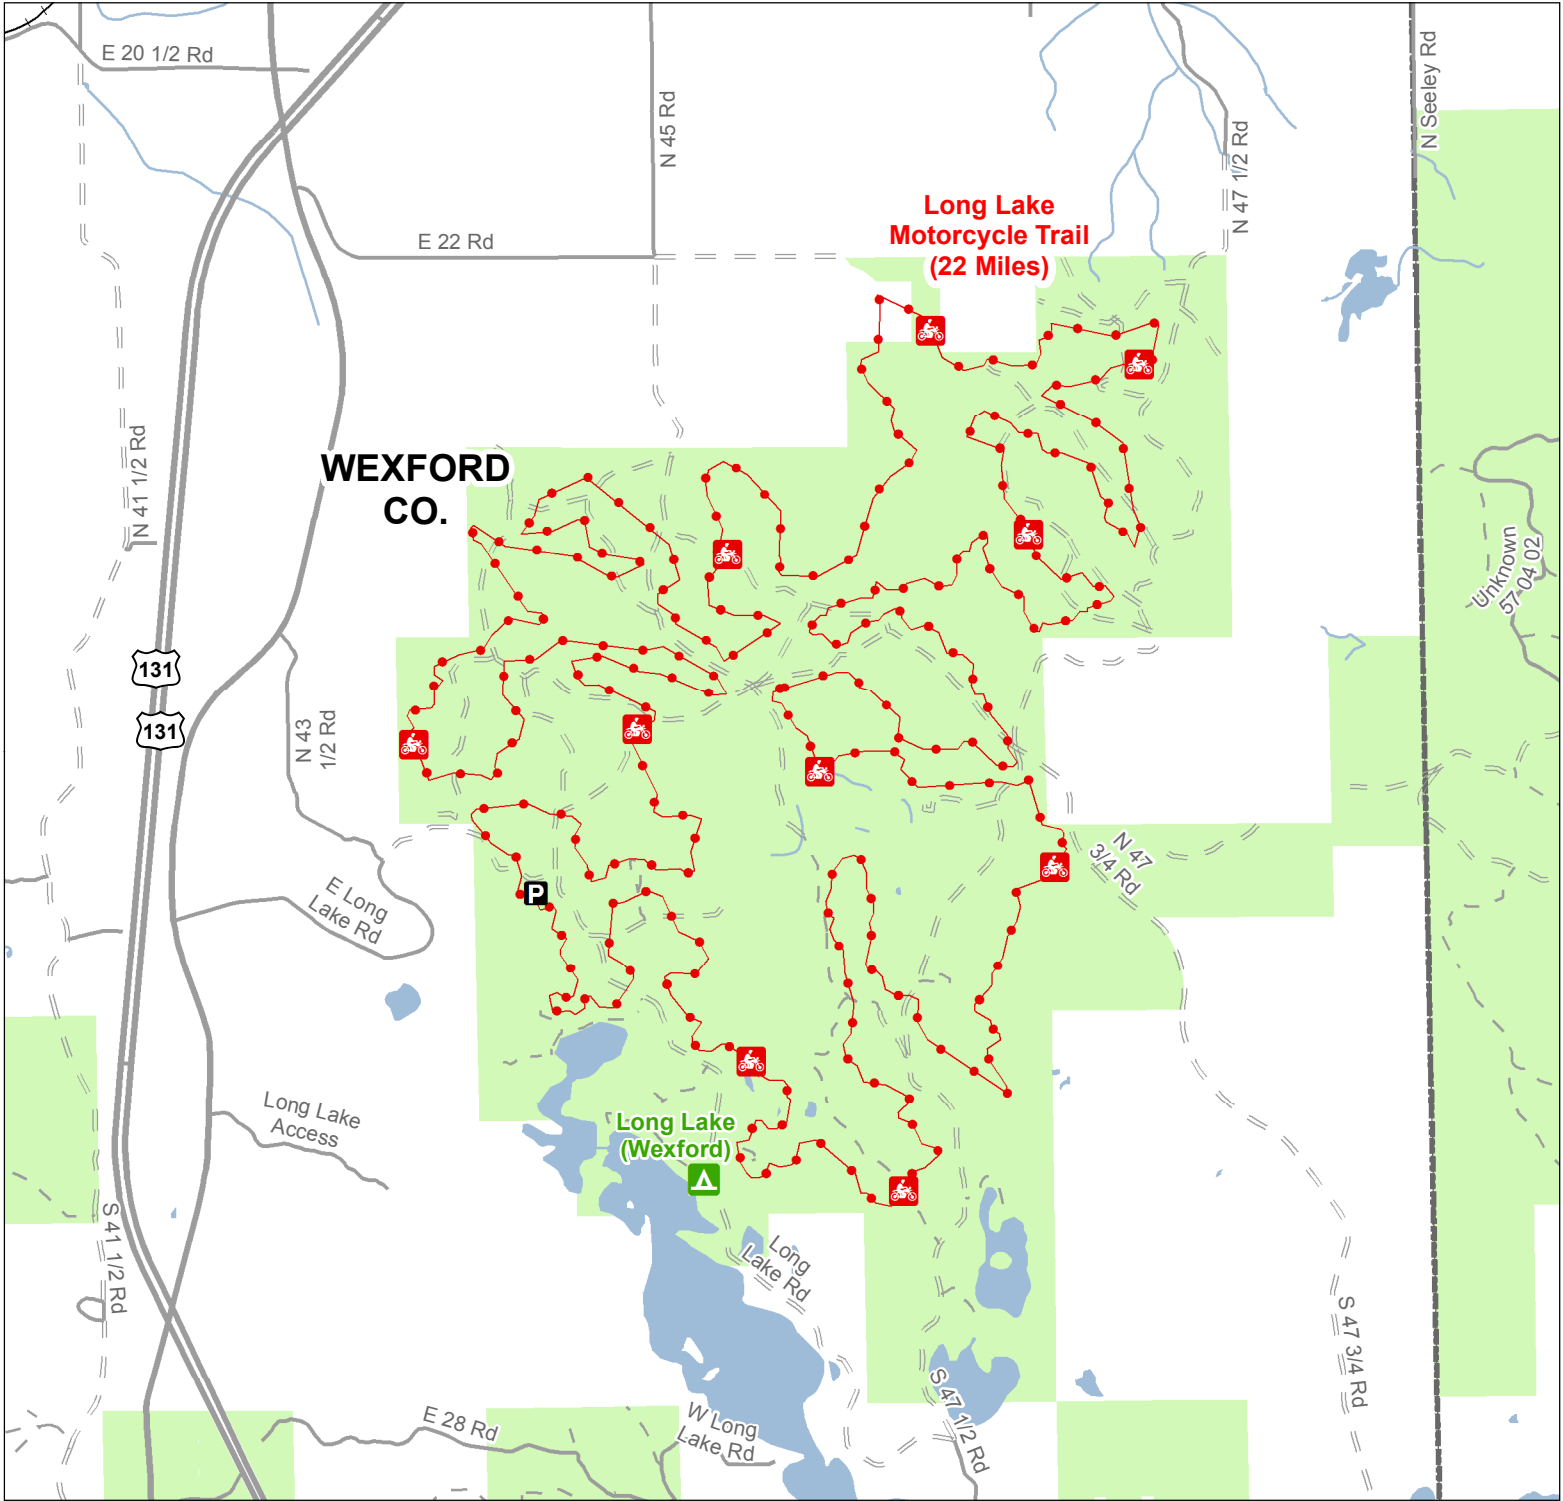 E 20 1/2 Rd
N 45 Rd
N Seeley Rd
N 47 1/2 Rd
E 22 Rd
Long Lake
Motorcycle Trail
(22 Miles)
N 41 1/2 Rd
WEXFORD
CO.
Unknown
57 04 02
131
131
N 43
1/2 Rd
N 47
3/4 Rd
E Long
Lake Rd
P
Long Lake
Access
Long Lake
(Wexford)
S 41 1/2 Rd
Long
Lake Rd
S 47 3/4 Rd
S 47 1/2 Rd
E 28 Rd
W Long
Lake Rd